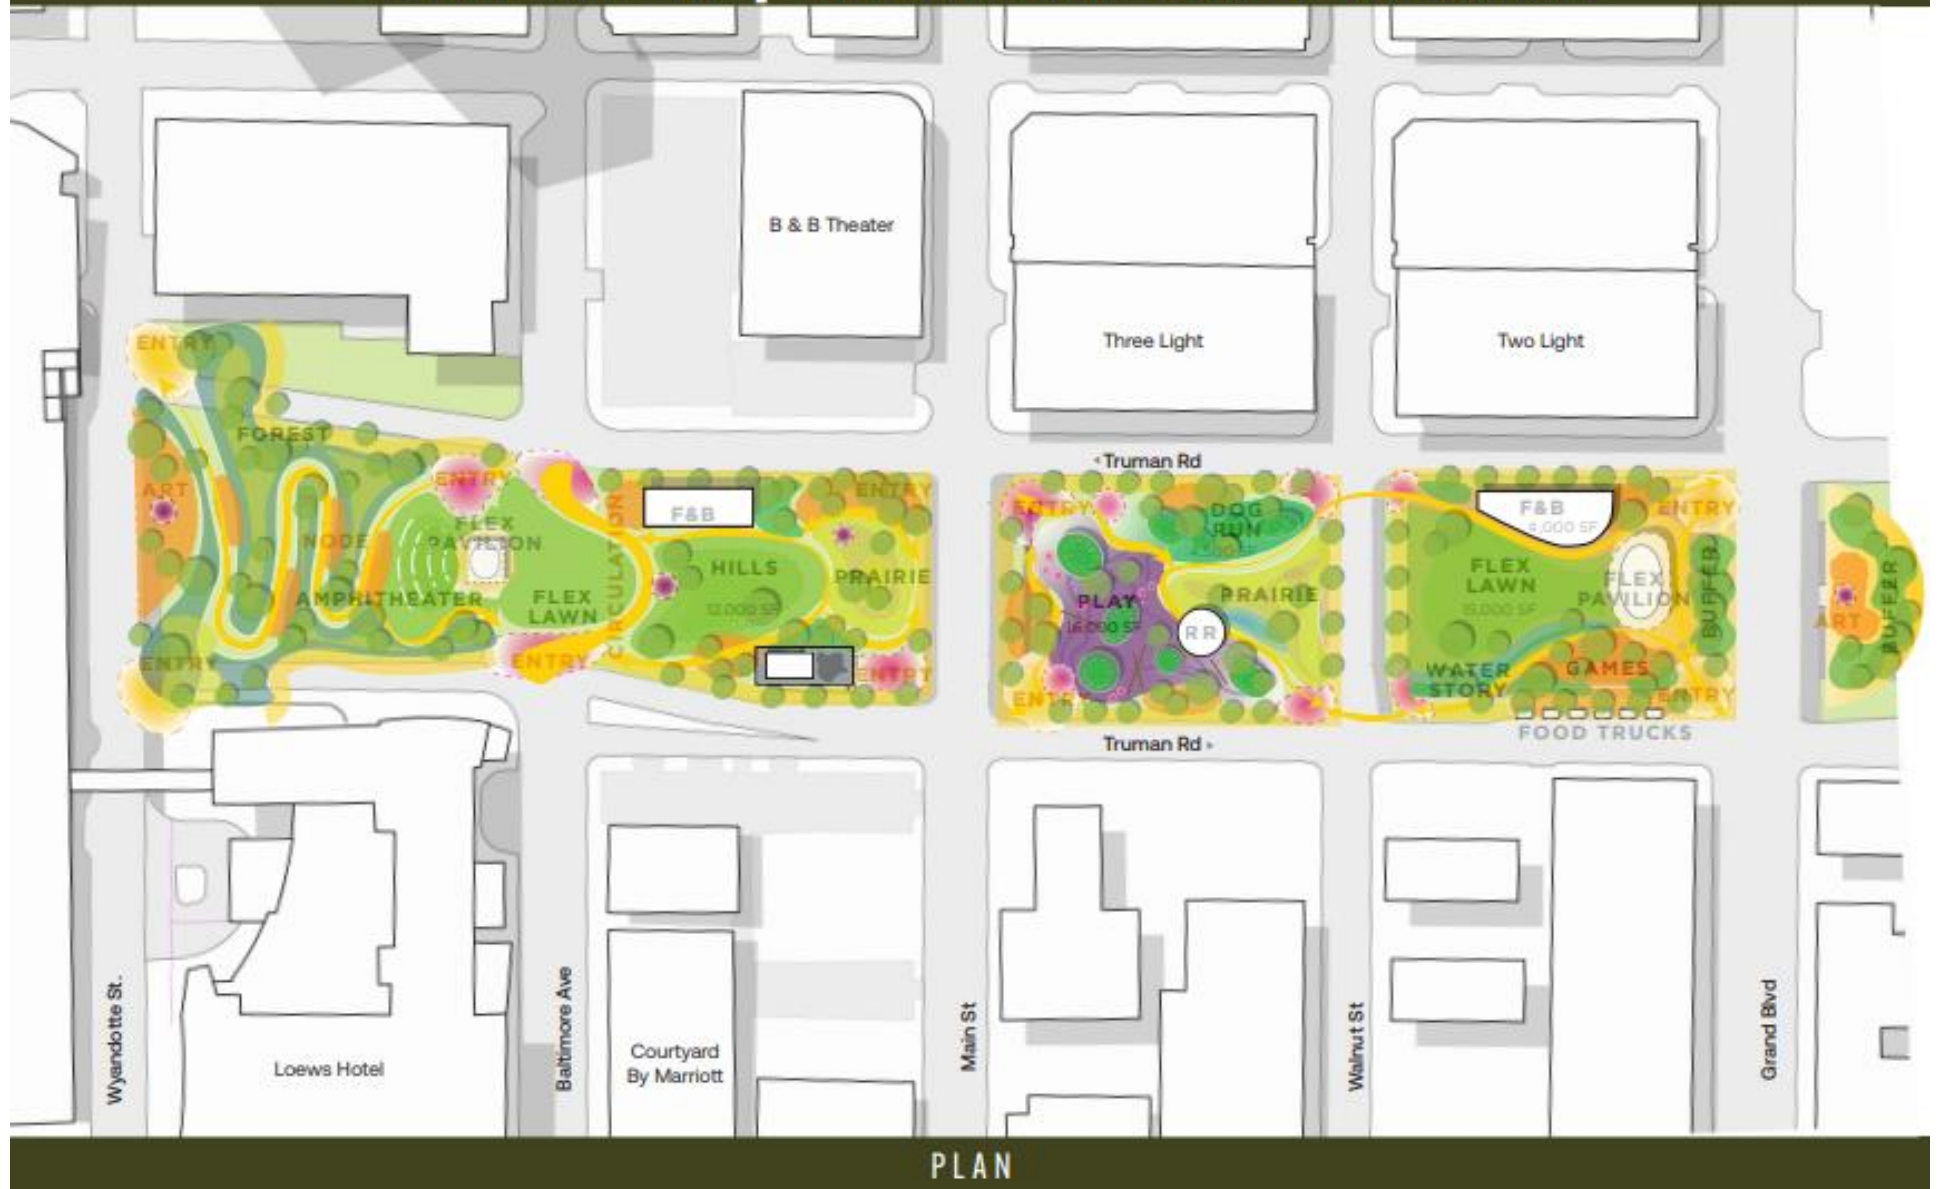 B & B Theater
Three Light
Two Light
Truman Rd
ENTRY
FOREST
ART
ENTRY
NODE
FLEX
PAVILION
AMPHITHEATER
FLEX
LAWN
ENTRY
ENTRY
CIRCULATION
F&B
HILLS
12,000 SF
ENTRY
PRAIRIE
ENTRY
ENTRY
DOG
RUN
PLAY
16,000 SF
RR
PRAIRIE
F&B
4,000 SF
ENTRY
FLEX
LAWN
15,000 SF
FLEX
PAVILION
BUFFER
WATER
STORY
GAMES
ENTRY
FOOD TRUCKS
ART
BUFFER
Truman Rd
Wyandotte St.
Loews Hotel
Baltimore Ave
Courtyard
By Marriott
Main St
Walnut St
Grand Blvd
PLAN